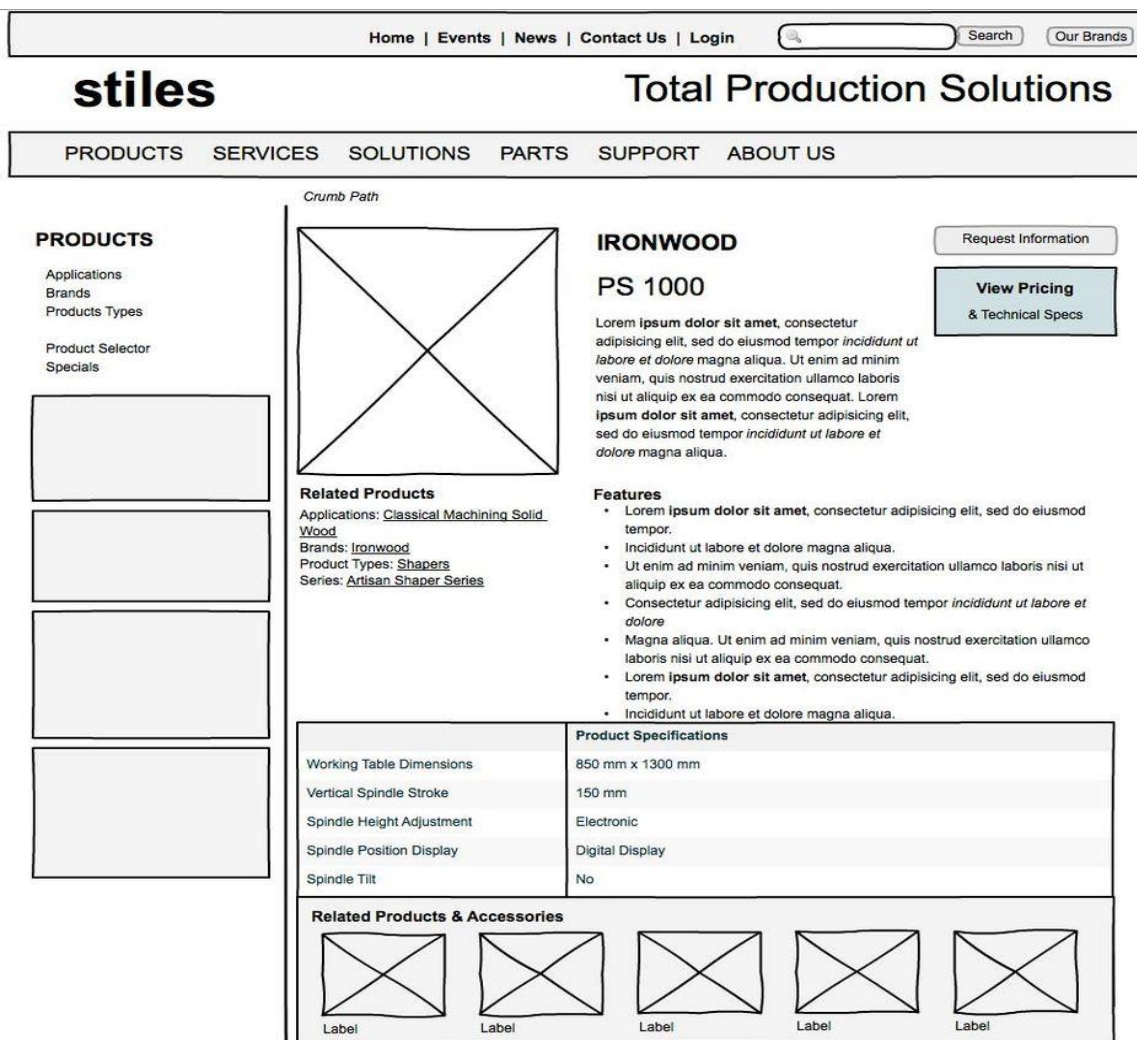 Home | Events | News | Contact Us | Login
Search
Our Brands
stiles
Total Production Solutions
PRODUCTS SERVICES SOLUTIONS PARTS SUPPORT ABOUT US
Crumb Path
PRODUCTS
Applications
Brands
Products Types
Product Selector
Specials
IRONWOOD
PS 1000
Lorem ipsum dolor sit amet, consectetur
adipisicing elit, sed do eiusmod tempor incididunt ut
labore et dolore magna aliqua. Ut enim ad minim
veniam, quis nostrud exercitation ullamco laboris
nisi ut aliquip ex ea commodo consequat. Lorem
ipsum dolor sit amet, consectetur adipisicing elit,
sed do eiusmod tempor incididunt ut labore et
dolore magna aliqua.
Request Information
View Pricing
& Technical Specs
Related Products
Applications: Classical Machining Solid
Wood
Brands: Ironwood
Product Types: Shapers
Series: Artisan Shaper Series
Features
• Lorem ipsum dolor sit amet, consectetur adipisicing elit, sed do eiusmod
tempor.
• Incididunt ut labore et dolore magna aliqua.
• Ut enim ad minim veniam, quis nostrud exercitation ullamco laboris nisi ut
aliquip ex ea commodo consequat.
• Consectetur adipisicing elit, sed do eiusmod tempor incididunt ut labore et
dolore
• Magna aliqua. Ut enim ad minim veniam, quis nostrud exercitation ullamco
laboris nisi ut aliquip ex ea commodo consequat.
• Lorem ipsum dolor sit amet, consectetur adipisicing elit, sed do eiusmod
tempor.
• Incididunt ut labore et dolore magna aliqua.
Product Specifications
Working Table Dimensions 850 mm x 1300 mm
Vertical Spindle Stroke 150 mm
Spindle Height Adjustment Electronic
Spindle Position Display Digital Display
Spindle Tilt No
Related Products & Accessories
Label Label Label Label Label